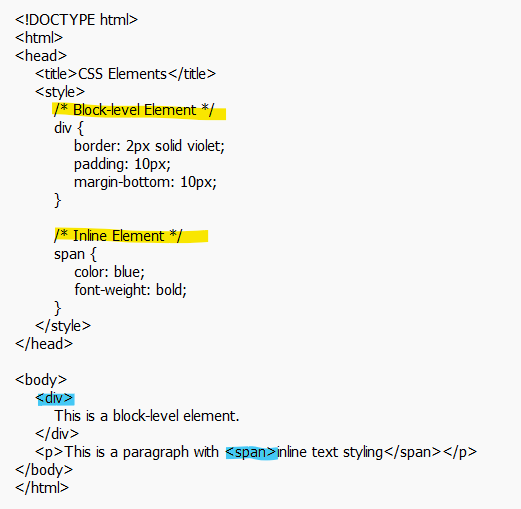 <!DOCTYPE html>
<html>
<head>
<title>CSS Elements</title>
<style>
/* Block-level Element */
div {
border: 2px solid violet;
padding: 10px;
margin-bottom: 10px;
}
/* Inline Element */
span {
color: blue;
font-weight: bold;
}
</style>
</head>
<body>
<div>
This is a block-level element.
</div>
<p>This is a paragraph with <span>inline text styling</span></p>
</body>
</html>